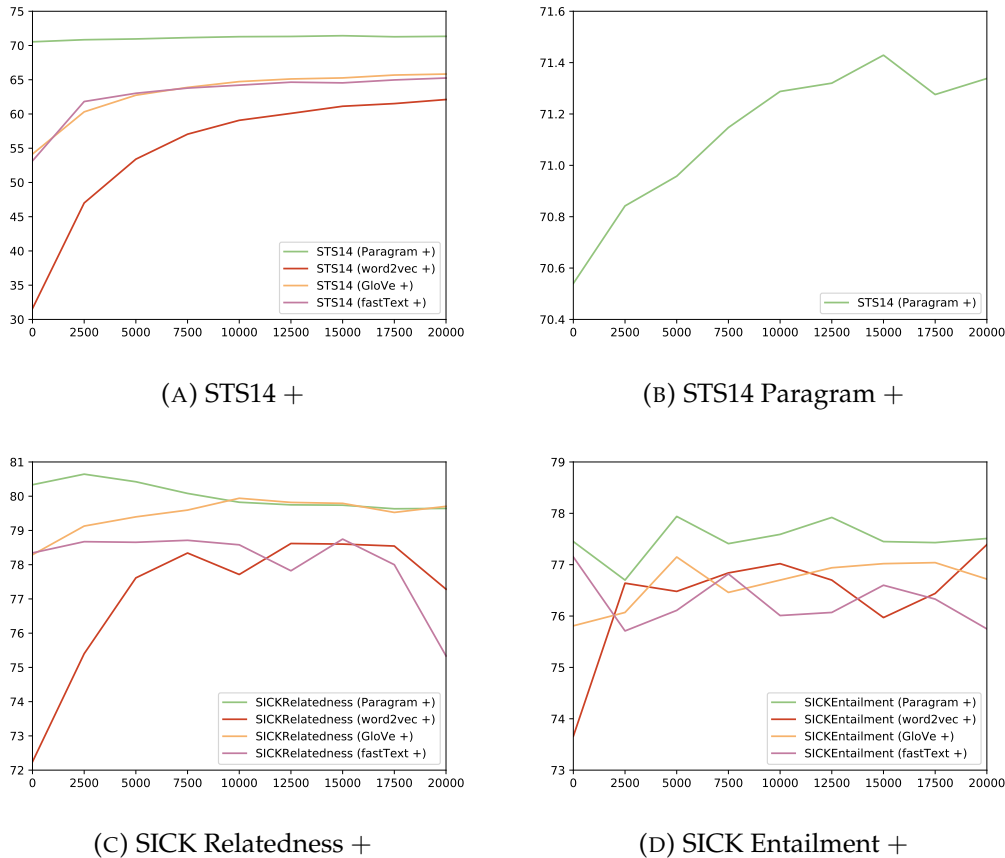 75
70
65
60
55
50
45
40
35
30
0 2500 5000 7500 10000 12500 15000 17500 20000
STS14 (Paragram +)
STS14 (word2vec +)
STS14 (GloVe +)
STS14 (fastText +)
(A) STS14 +
71.6
71.4
71.2
71.0
70.8
70.6
70.4
0 2500 5000 7500 10000 12500 15000 17500 20000
STS14 (Paragram +)
(B) STS14 Paragram +
81
80
79
78
77
76
75
74
73
72
0 2500 5000 7500 10000 12500 15000 17500 20000
SICKRelatedness (Paragram +)
SICKRelatedness (word2vec +)
SICKRelatedness (GloVe +)
SICKRelatedness (fastText +)
(C) SICK Relatedness +
79
78
77
76
75
74
73
0 2500 5000 7500 10000 12500 15000 17500 20000
SICKEntailment (Paragram +)
SICKEntailment (word2vec +)
SICKEntailment (GloVe +)
SICKEntailment (fastText +)
(D) SICK Entailment +